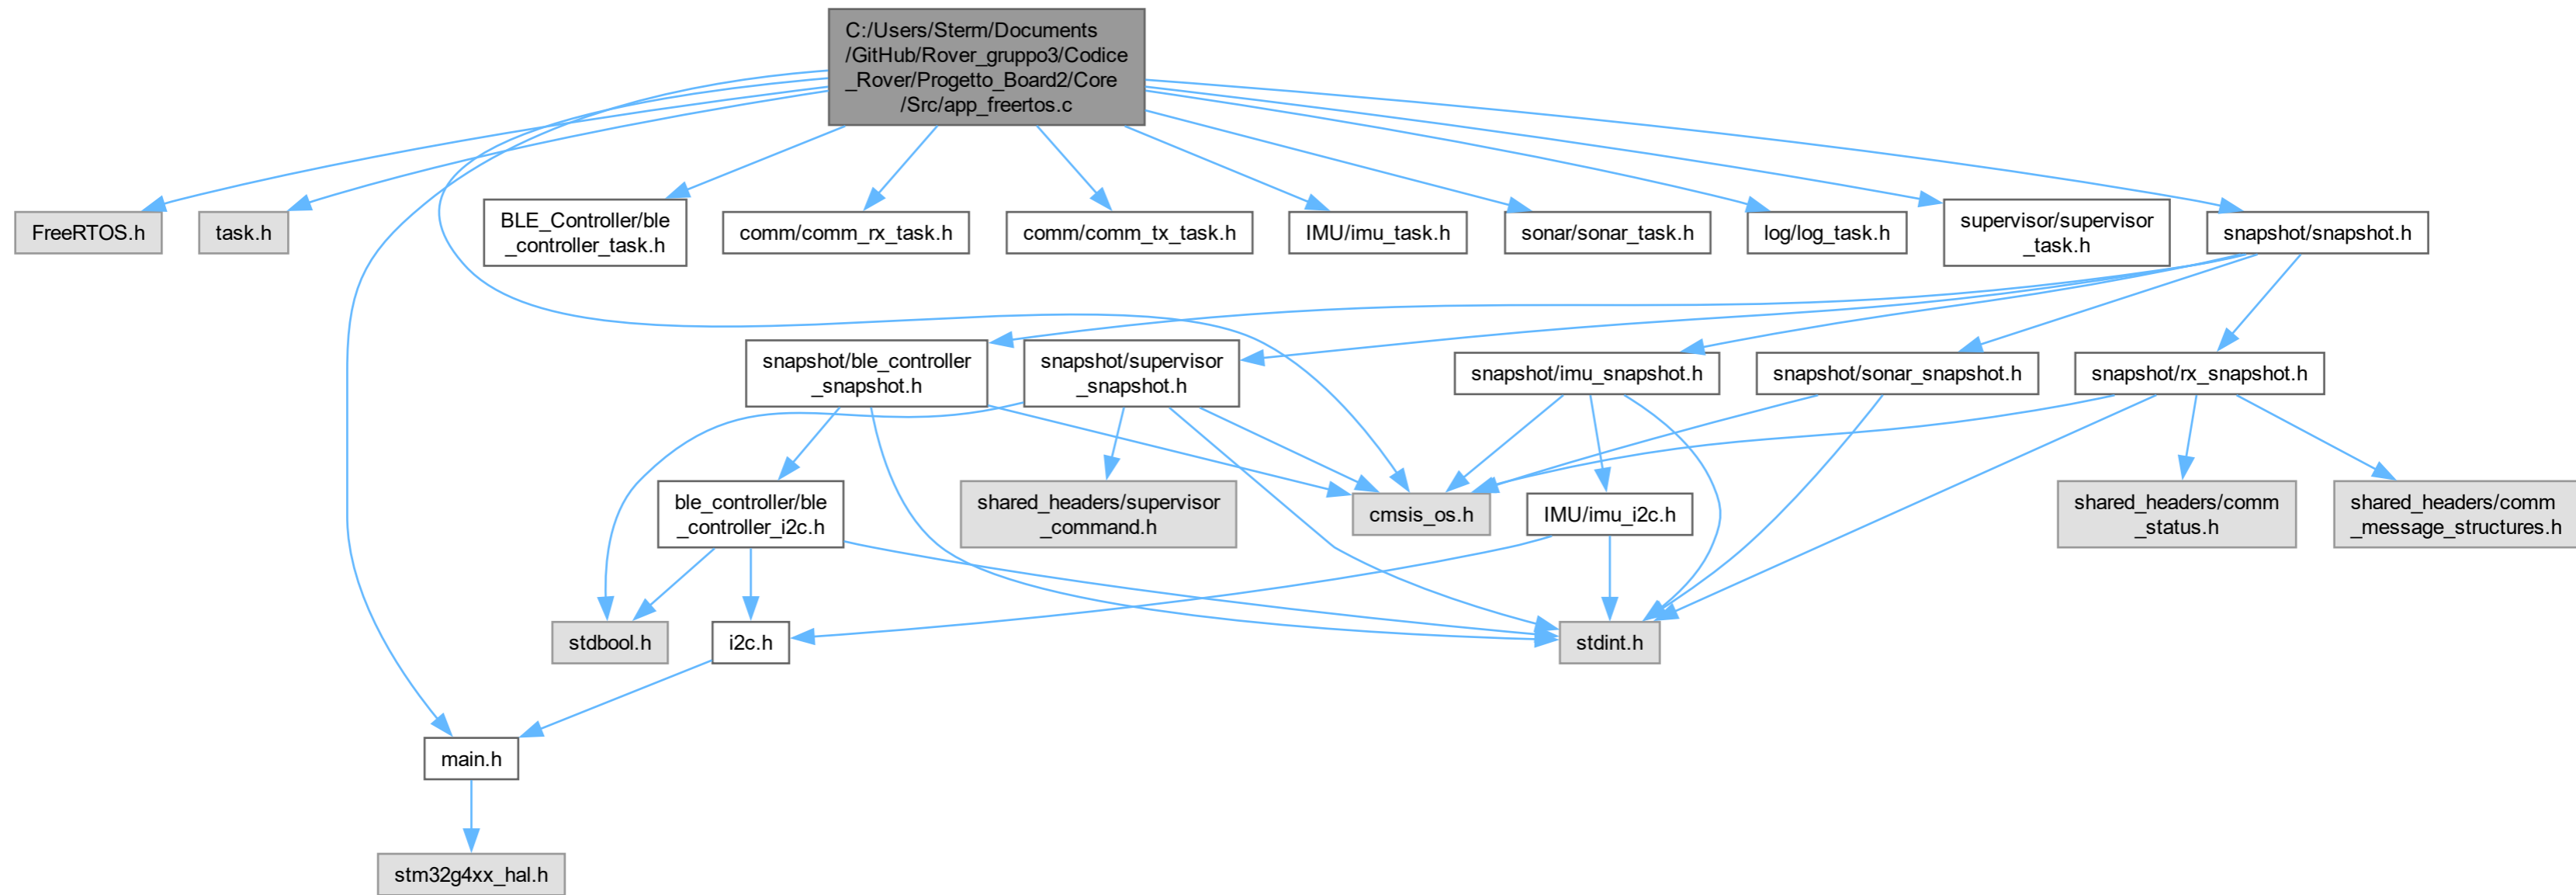 C:/Users/Sterm/Documents
/GitHub/Rover_gruppo3/Codice
_Rover/Progetto_Board2/Core
/Src/app_freertos.c
FreeRTOS.h
task.h
BLE_Controller/ble
_controller_task.h
comm/comm_rx_task.h
comm/comm_tx_task.h
IMU/imu_task.h
sonar/sonar_task.h
log/log_task.h
supervisor/supervisor
_task.h
snapshot/snapshot.h
snapshot/ble_controller
_snapshot.h
snapshot/supervisor
_snapshot.h
snapshot/imu_snapshot.h
snapshot/sonar_snapshot.h
snapshot/rx_snapshot.h
ble_controller/ble
_controller_i2c.h
shared_headers/supervisor
_command.h
cmsis_os.h
IMU/imu_i2c.h
shared_headers/comm
_status.h
shared_headers/comm
_message_structures.h
stdbool.h
i2c.h
stdint.h
main.h
stm32g4xx_hal.h